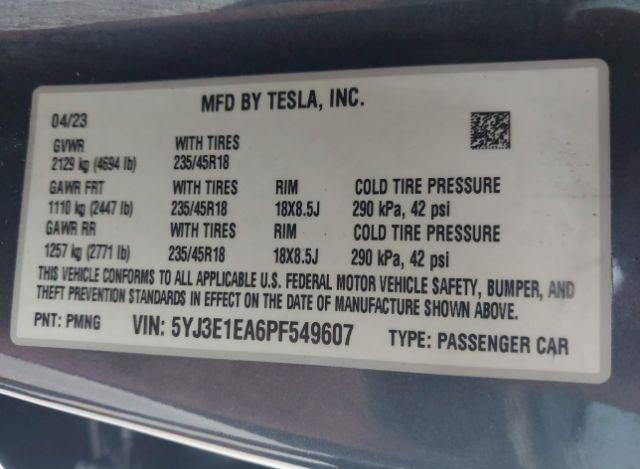 MFD BY TESLA, INC.
04/23
GVWR WITH TIRES
2129 kg (4694 lb) 235/45R18
GAWR FRT WITH TIRES RIM COLD TIRE PRESSURE
1110 kg (2447 lb) 235/45R18 18X8.5J 290 kPa, 42 psi
GAWR RR WITH TIRES RIM COLD TIRE PRESSURE
1257 kg (2771 lb) 235/45R18 18X8.5J 290 kPa, 42 psi
THIS VEHICLE CONFORMS TO ALL APPLICABLE U.S. FEDERAL MOTOR VEHICLE SAFETY, BUMPER, AND
THEFT PREVENTION STANDARDS IN EFFECT ON THE DATE OF MANUFACTURE SHOWN ABOVE.
PNT: PMNG VIN: 5YJ3E1EA6PF549607 TYPE: PASSENGER CAR